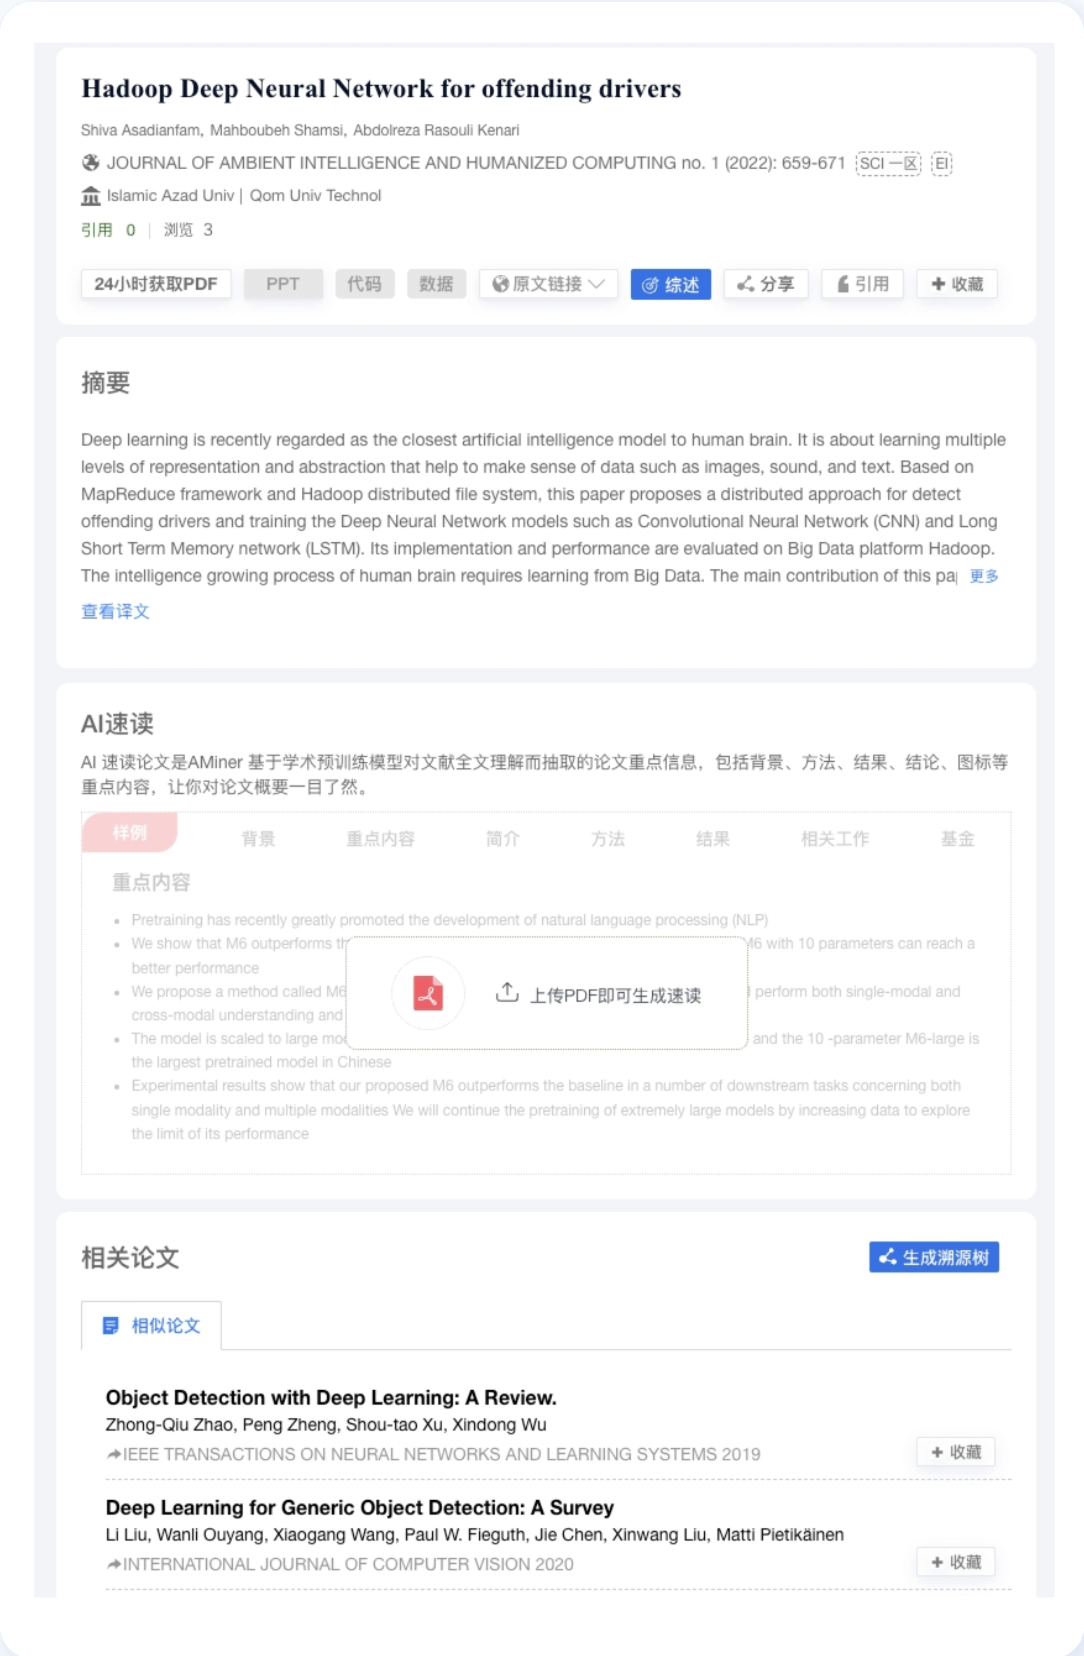 Hadoop Deep Neural Network for offending drivers
Shiva Asadianfam, Mahboubeh Shamsi, Abdolreza Rasouli Kenari
JOURNAL OF AMBIENT INTELLIGENCE AND HUMANIZED COMPUTING no. 1 (2022): 659-671 SCI 一区 EI
Islamic Azad Univ | Qom Univ Technol
引用 0 | 浏览 3
24小时获取PDF PPT 代码 数据 原文链接 综述 分享 引用 + 收藏
摘要
Deep learning is recently regarded as the closest artificial intelligence model to human brain. It is about learning multiple
levels of representation and abstraction that help to make sense of data such as images, sound, and text. Based on
MapReduce framework and Hadoop distributed file system, this paper proposes a distributed approach for detect
offending drivers and training the Deep Neural Network models such as Convolutional Neural Network (CNN) and Long
Short Term Memory network (LSTM). Its implementation and performance are evaluated on Big Data platform Hadoop.
The intelligence growing process of human brain requires learning from Big Data. The main contribution of this 更多
查看译文
AI速读
AI 速读论文是AMiner 基于学术预训练模型对文献全文理解而抽取的论文重点信息，包括背景、方法、结果、结论、图标等
重点内容，让你对论文概要一目了然。
样例 背景 重点内容 简介 方法 结果 相关工作 基金
重点内容
• Pretraining has recently greatly promoted the development of natural language processing (NLP)
• We show that M6 outperforms M6 with 10 parameters can reach a
better performance
• We propose a method called M6 perform both single-modal and
cross-modal understanding and
上传PDF即可生成速读
• The model is scaled to large and the 10 -parameter M6-large is
the largest pretrained model in Chinese
• Experimental results show that our proposed M6 outperforms the baseline in a number of downstream tasks concerning both
single modality and multiple modalities We will continue the pretraining of extremely large models by increasing data to explore
the limit of its performance
相关论文 生成溯源树
相似论文
Object Detection with Deep Learning: A Review.
Zhong-Qiu Zhao, Peng Zheng, Shou-tao Xu, Xindong Wu
IEEE TRANSACTIONS ON NEURAL NETWORKS AND LEARNING SYSTEMS 2019 + 收藏
Deep Learning for Generic Object Detection: A Survey
Li Liu, Wanli Ouyang, Xiaogang Wang, Paul W. Fieguth, Jie Chen, Xinwang Liu, Matti Pietikäinen
INTERNATIONAL JOURNAL OF COMPUTER VISION 2020 + 收藏